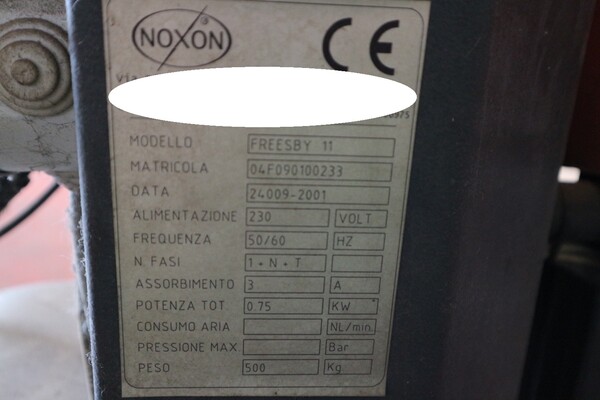 NOXON
CE
MODELLO FREESBY 11
MATRICOLA 04F090100233
DATA 24009-2001
ALIMENTAZIONE 230 VOLT
FREQUENZA 50/60 HZ
N. FASI 1+N+T
ASSORBIMENTO 3 A
POTENZA TOT. 0.75 KW
CONSUMO ARIA NL/min.
PRESSIONE MAX Bar
PESO 500 Kg